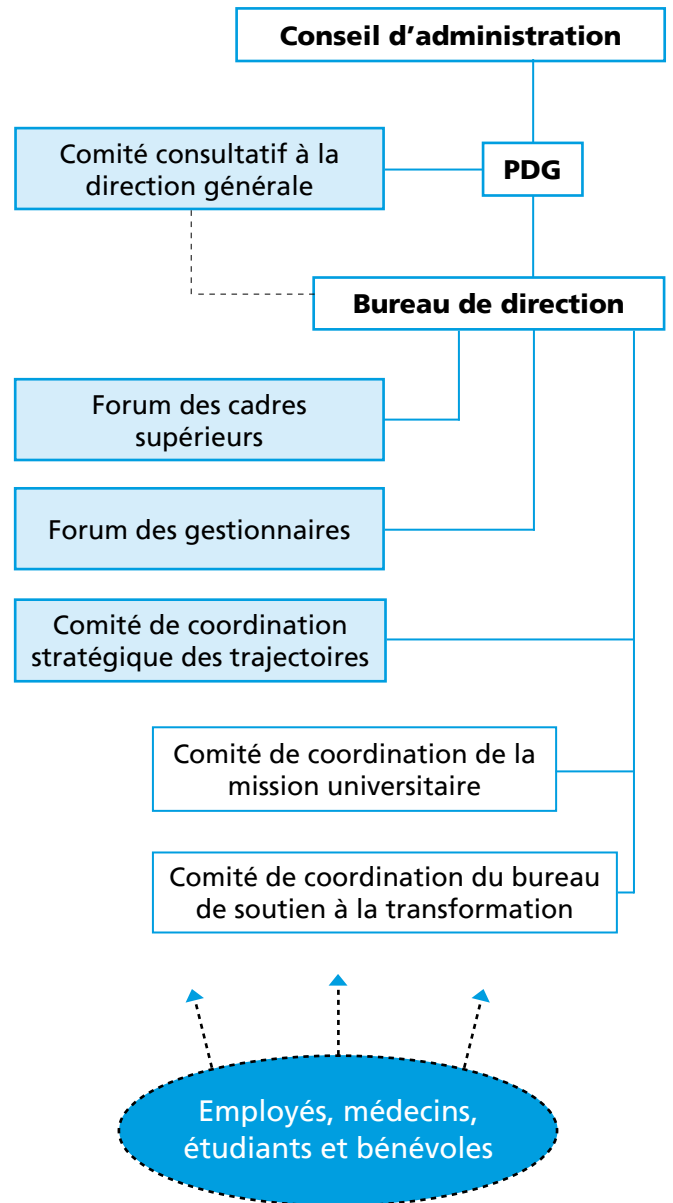 Conseil d’administration
Comité consultatif à la
direction générale
PDG
Bureau de direction
Forum des cadres
supérieurs
Forum des gestionnaires
Comité de coordination
stratégique des trajectoires
Comité de coordination de la
mission universitaire
Comité de coordination du bureau
de soutien à la transformation
Employés, médecins,
étudiants et bénévoles